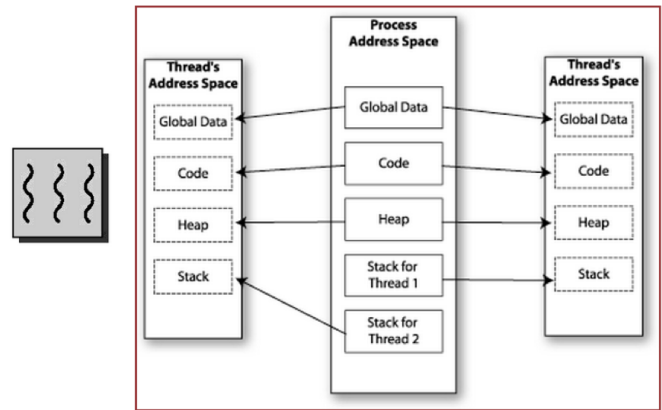 Process
Address Space
Thread's
Address Space
Global Data
Code
Heap
Stack
Global Data
Code
Heap
Stack for
Thread 1
Stack for
Thread 2
Thread's
Address Space
Global Data
Code
Heap
Stack